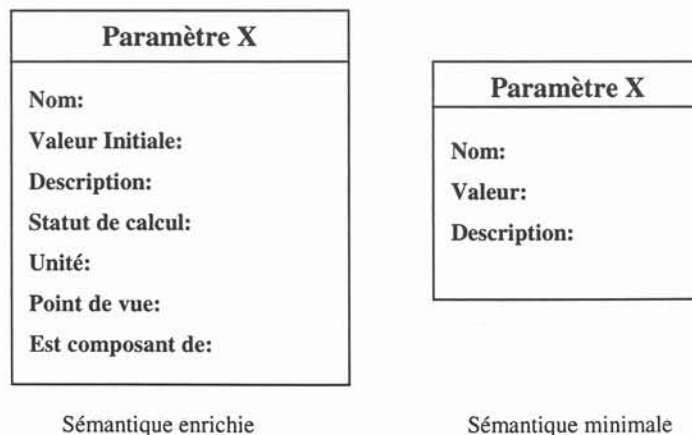 Paramètre X
Nom:
Valeur Initiale:
Description:
Statut de calcul:
Unité:
Point de vue:
Est composant de:
Sémantique enrichie
Paramètre X
Nom:
Valeur:
Description:
Sémantique minimale